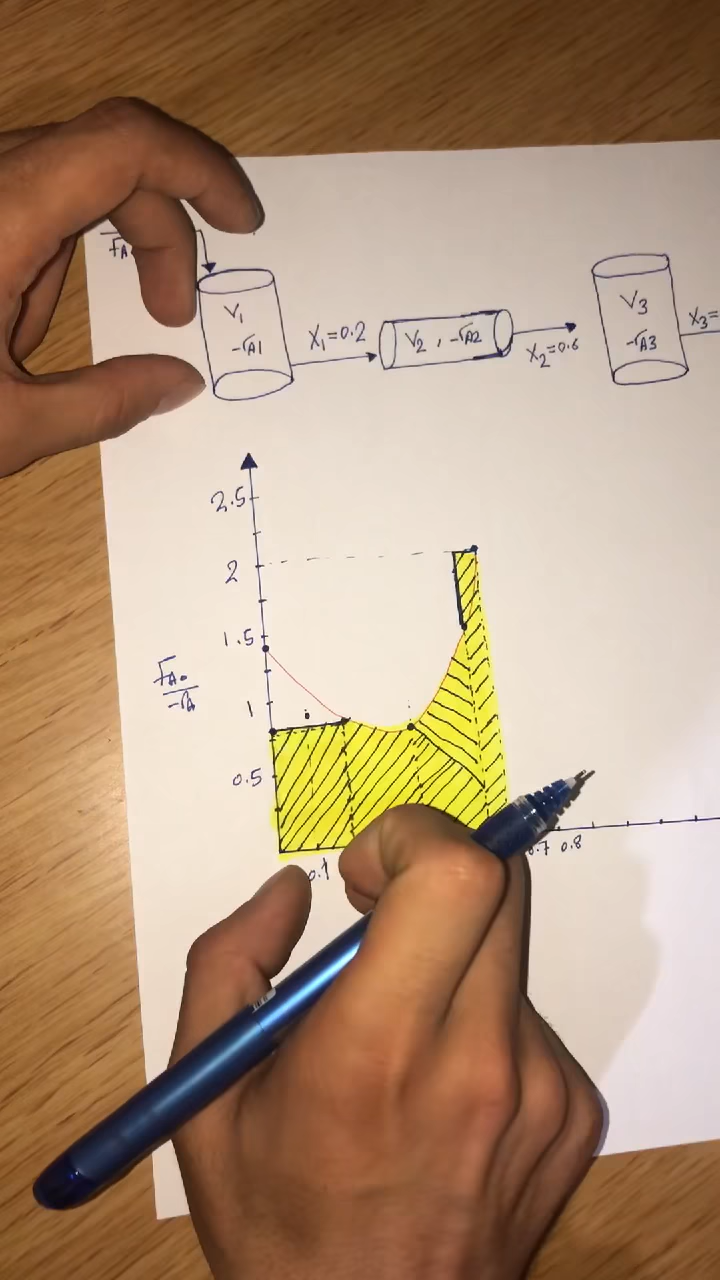 FA
V1
-rA1
X1=0.2
V2, -rA2
X2=0.6
V3
-rA3
X3=
2.5
2
1.5
1
0.5
FA0
-rA
0.1
0.7 0.8